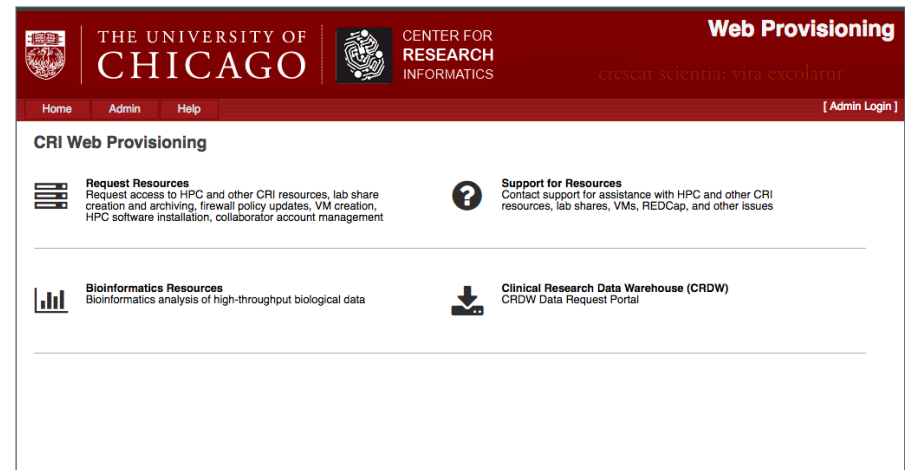 Web Provisioning
THE UNIVERSITY OF
CHICAGO
CENTER FOR
RESEARCH
INFORMATICS
crescat scientia; vita excolatur
Home Admin Help
[ Admin Login ]
CRI Web Provisioning
Request Resources
Request access to HPC and other CRI resources, lab share
creation and archiving, firewall policy updates, VM creation,
HPC software installation, collaborator account management
Support for Resources
Contact support for assistance with HPC and other CRI
resources, lab shares, VMs, REDCap, and other issues
Bioinformatics Resources
Bioinformatics analysis of high-throughput biological data
Clinical Research Data Warehouse (CRDW)
CRDW Data Request Portal